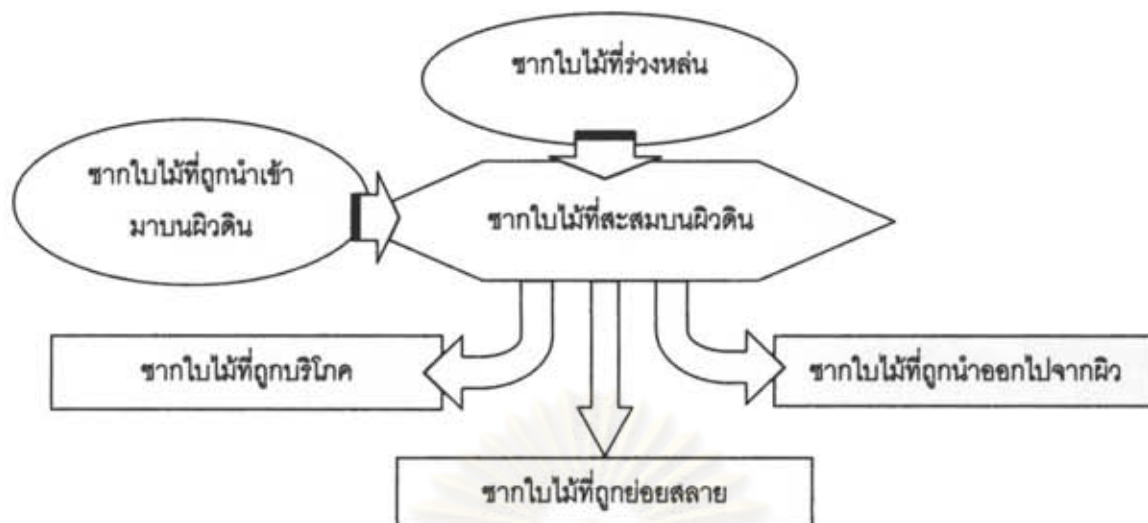 ซากใบไม้ที่ร่วงหล่น
ซากใบไม้ที่ถูกนำเข้า
มาบนผิวดิน
ซากใบไม้ที่สะสมบนผิวดิน
ซากใบไม้ที่ถูกบริโภค
ซากใบไม้ที่ถูกนำออกไปจากผิว
ซากใบไม้ที่ถูกย่อยสลาย